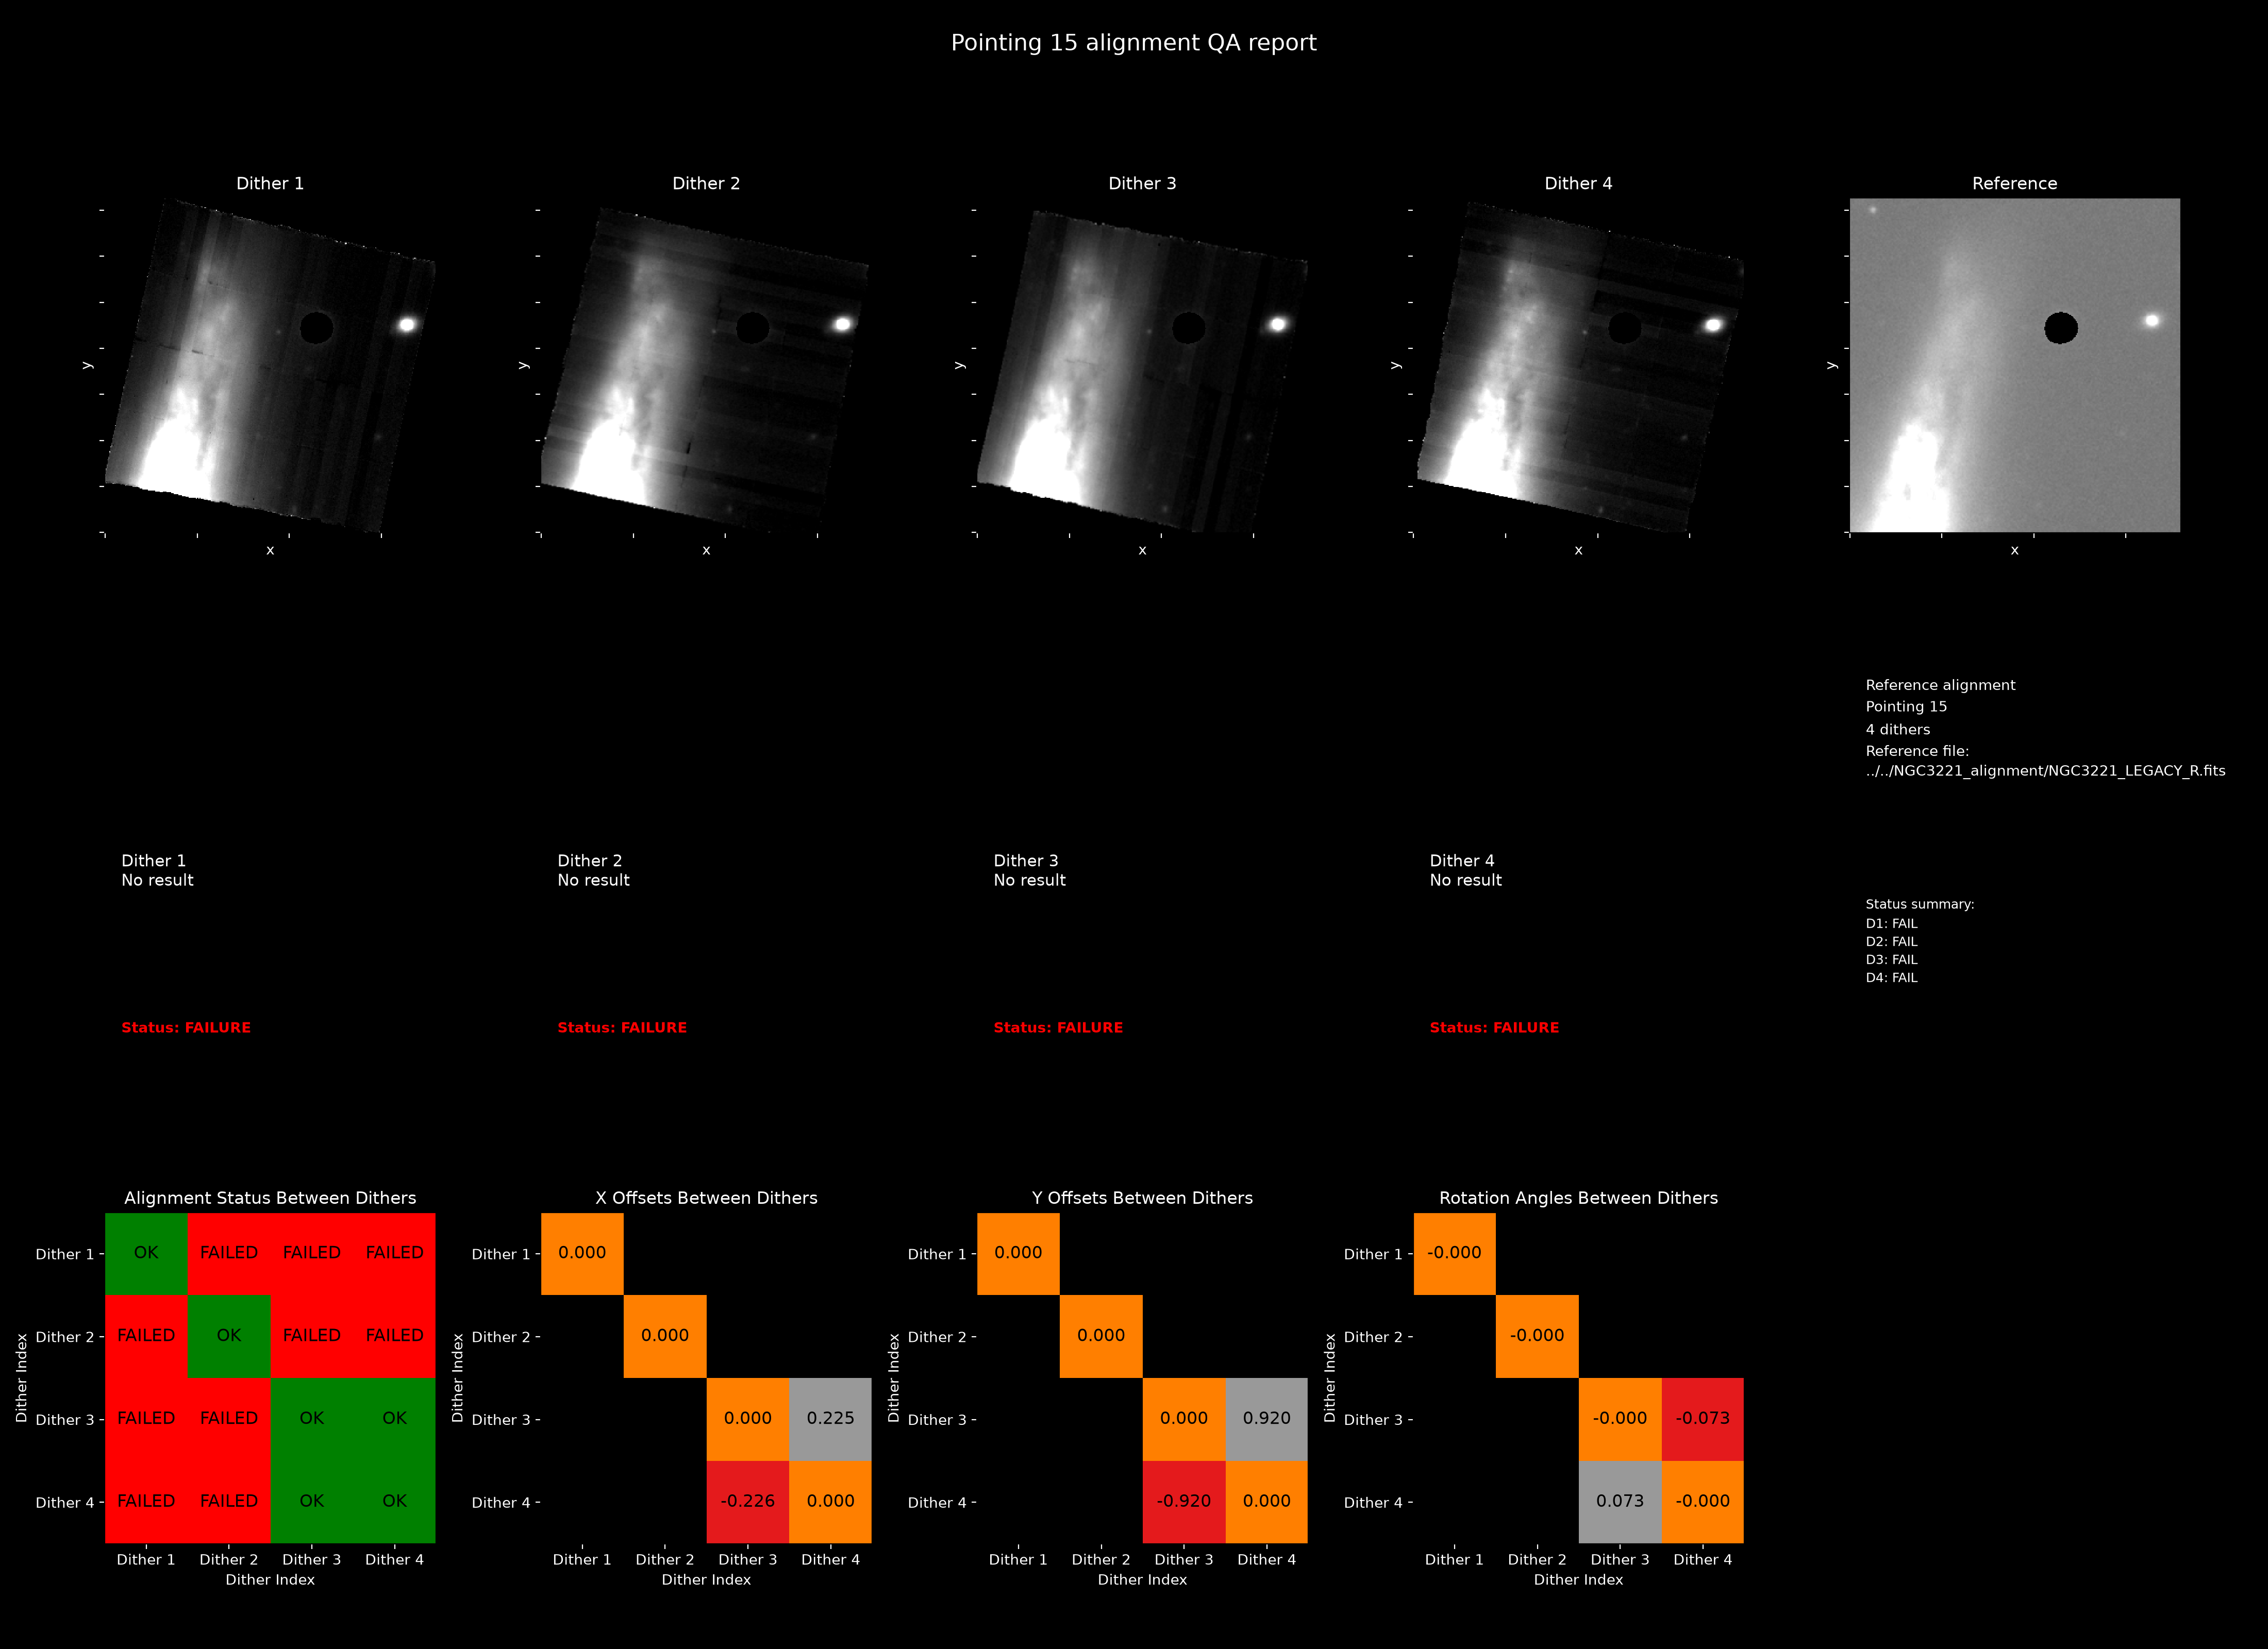 Pointing 15 alignment QA report
Dither 1
Dither 2
Dither 3
Dither 4
Reference
y
y
y
y
y
x
x
x
x
x
Reference alignment
Pointing 15
4 dithers
Reference file:
../../NGC3221_alignment/NGC3221_LEGACY_R.fits
Dither 1
No result
Dither 2
No result
Dither 3
No result
Dither 4
No result
Status summary:
D1: FAIL
D2: FAIL
D3: FAIL
D4: FAIL
Status: FAILURE
Status: FAILURE
Status: FAILURE
Status: FAILURE
Alignment Status Between Dithers
Dither Index
Dither 1 OK FAILED FAILED FAILED
Dither 2 FAILED OK FAILED FAILED
Dither 3 FAILED FAILED OK OK
Dither 4 FAILED FAILED OK OK
Dither 1 Dither 2 Dither 3 Dither 4
Dither Index
X Offsets Between Dithers
Dither Index
Dither 1 0.000
Dither 2 0.000
Dither 3 0.000 0.225
Dither 4 -0.226 0.000
Dither 1 Dither 2 Dither 3 Dither 4
Dither Index
Y Offsets Between Dithers
Dither Index
Dither 1 0.000
Dither 2 0.000
Dither 3 0.000 0.920
Dither 4 -0.920 0.000
Dither 1 Dither 2 Dither 3 Dither 4
Dither Index
Rotation Angles Between Dithers
Dither Index
Dither 1 -0.000
Dither 2 -0.000
Dither 3 -0.000 -0.073
Dither 4 0.073 -0.000
Dither 1 Dither 2 Dither 3 Dither 4
Dither Index